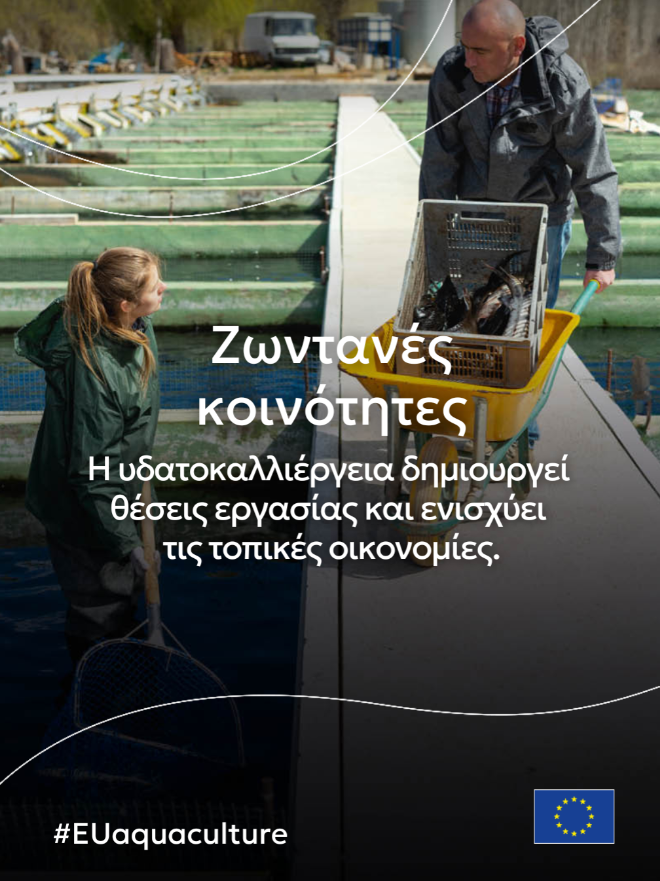 Ζωντανές
κοινότητες
Η υδατοκαλλιέργεια δημιουργεί
θέσεις εργασίας και ενισχύει
τις τοπικές οικονομίες.
#EUaquaculture